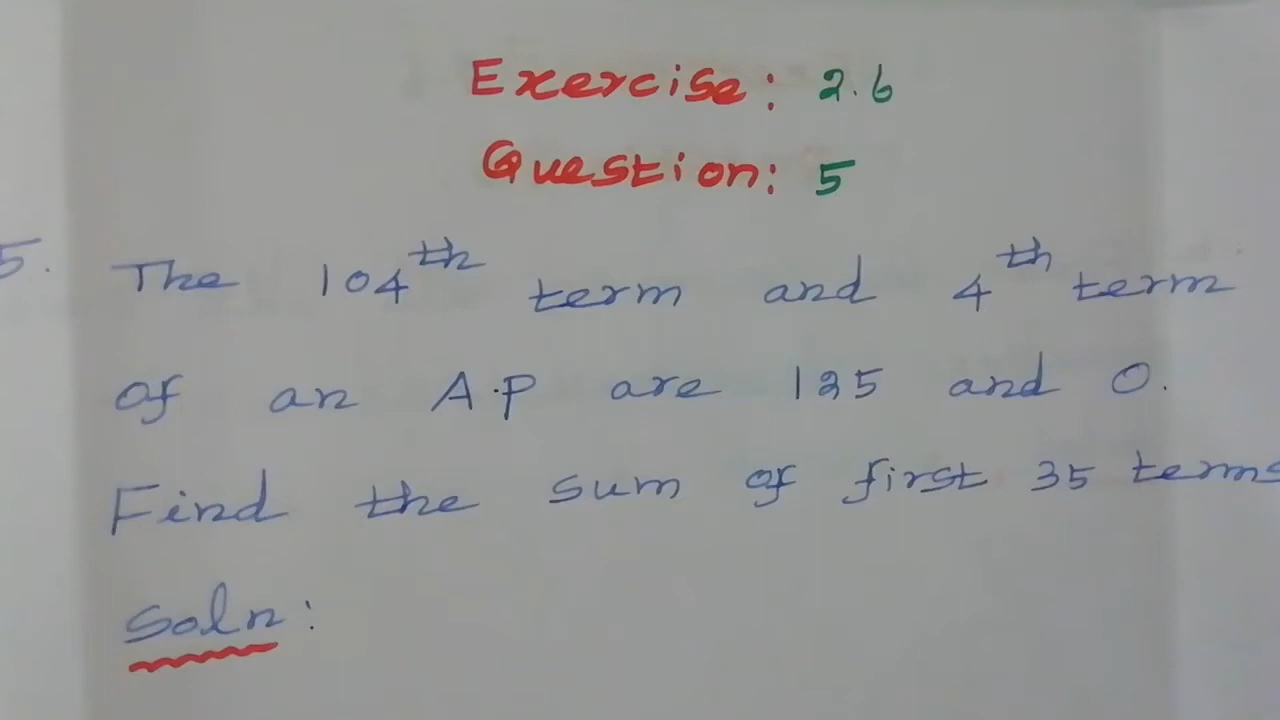 Exercise: 2.6
Question: 5
5. The 104th term and 4th term
of an A.P are 125 and 0.
Find the sum of first 35 terms
Soln: